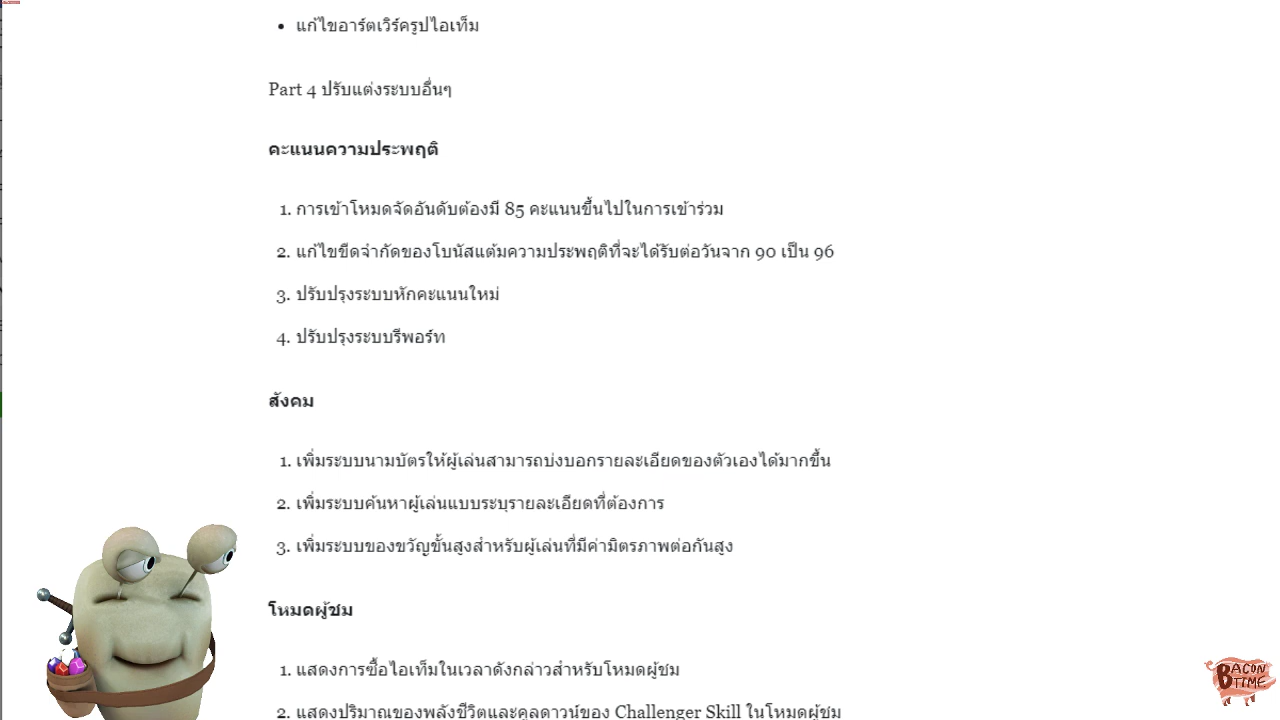 • แก้ไขอาร์ตเวิร์ครูปไอเท็ม
Part 4 ปรับแต่งระบบอื่นๆ
คะแนนความประพฤติ
1. การเข้าโหมดจัดอันดับต้องมี 85 คะแนนขึ้นไปในการเข้าร่วม
2. แก้ไขขีดจำกัดของโบนัสแต้มความประพฤติที่จะได้รับต่อวันจาก 90 เป็น 96
3. ปรับปรุงระบบหักคะแนนใหม่
4. ปรับปรุงระบบรีพอร์ท
สังคม
1. เพิ่มระบบนามบัตรให้ผู้เล่นสามารถบ่งบอกรายละเอียดของตัวเองได้มากขึ้น
2. เพิ่มระบบค้นหาผู้เล่นแบบระบุรายละเอียดที่ต้องการ
3. เพิ่มระบบของขวัญขั้นสูงสำหรับผู้เล่นที่มีค่ามิตรภาพต่อกันสูง
โหมดผู้ชม
1. แสดงการซื้อไอเท็มในเวลาดังกล่าวสำหรับโหมดผู้ชม
2. แสดงปริมาณของพลังชีวิตและคูลดาวน์ของ Challenger Skill ในโหมดผู้ชม
BACON
TIME